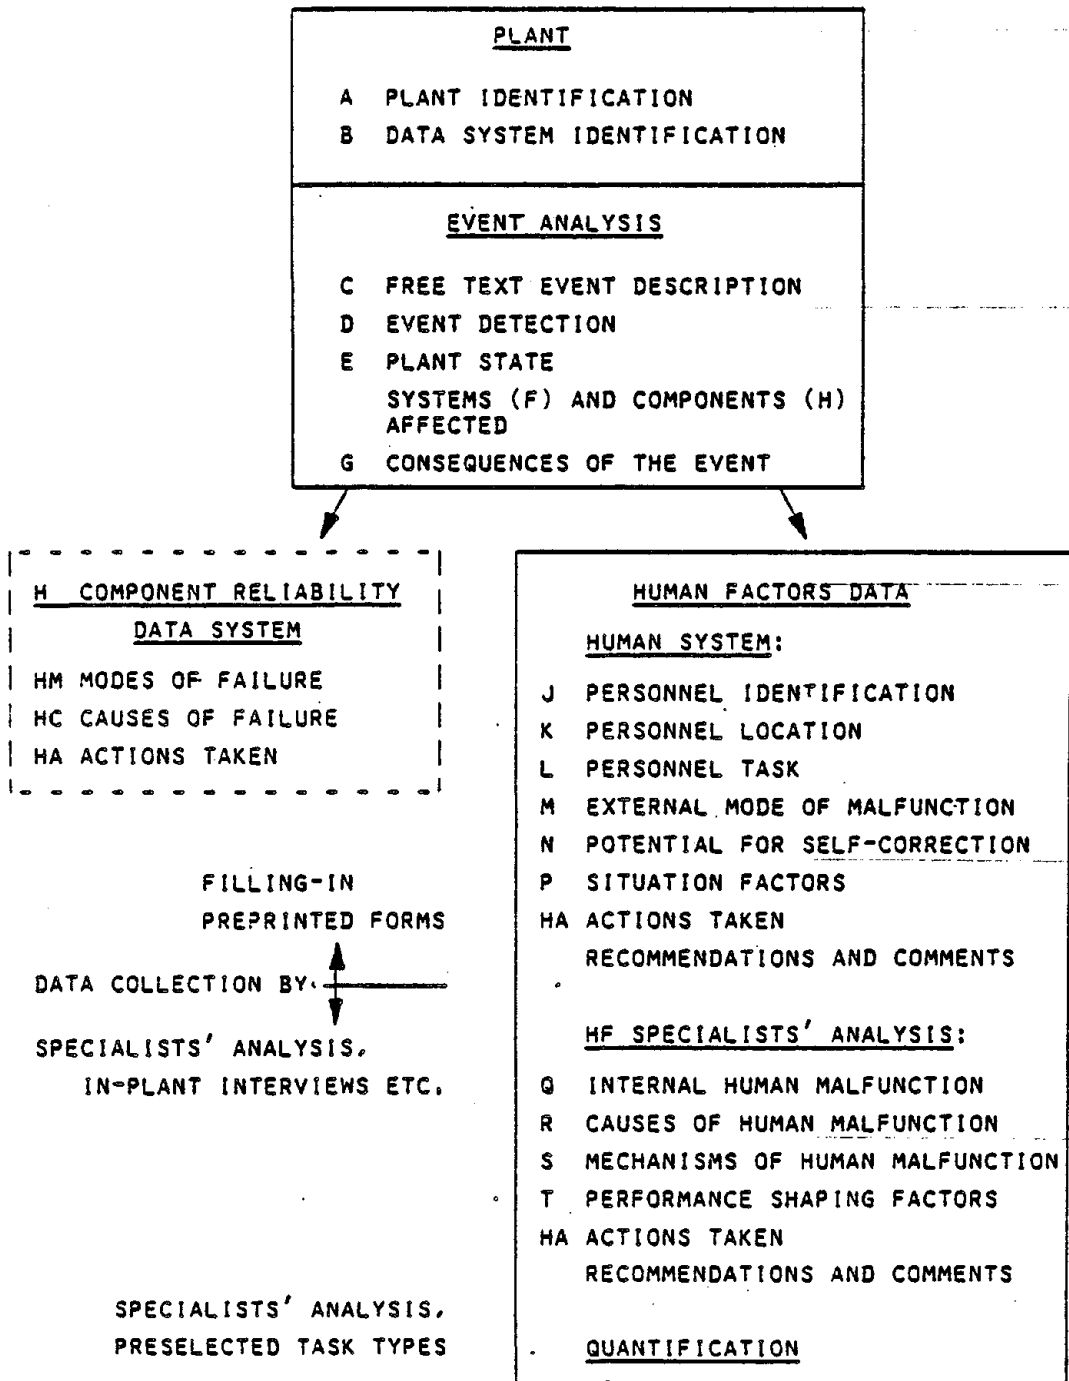 PLANT
A PLANT IDENTIFICATION
B DATA SYSTEM IDENTIFICATION
EVENT ANALYSIS
C FREE TEXT EVENT DESCRIPTION
D EVENT DETECTION
E PLANT STATE
SYSTEMS (F) AND COMPONENTS (H)
AFFECTED
G CONSEQUENCES OF THE EVENT
H COMPONENT RELIABILITY
DATA SYSTEM
HM MODES OF FAILURE
HC CAUSES OF FAILURE
HA ACTIONS TAKEN
FILLING-IN
PREPRINTED FORMS
DATA COLLECTION BY
SPECIALISTS' ANALYSIS,
IN-PLANT INTERVIEWS ETC.
SPECIALISTS' ANALYSIS,
PRESELECTED TASK TYPES
HUMAN FACTORS DATA
HUMAN SYSTEM:
J PERSONNEL IDENTIFICATION
K PERSONNEL LOCATION
L PERSONNEL TASK
M EXTERNAL MODE OF MALFUNCTION
N POTENTIAL FOR SELF-CORRECTION
P SITUATION FACTORS
HA ACTIONS TAKEN
RECOMMENDATIONS AND COMMENTS
HF SPECIALISTS' ANALYSIS:
Q INTERNAL HUMAN MALFUNCTION
R CAUSES OF HUMAN MALFUNCTION
S MECHANISMS OF HUMAN MALFUNCTION
T PERFORMANCE SHAPING FACTORS
HA ACTIONS TAKEN
RECOMMENDATIONS AND COMMENTS
QUANTIFICATION